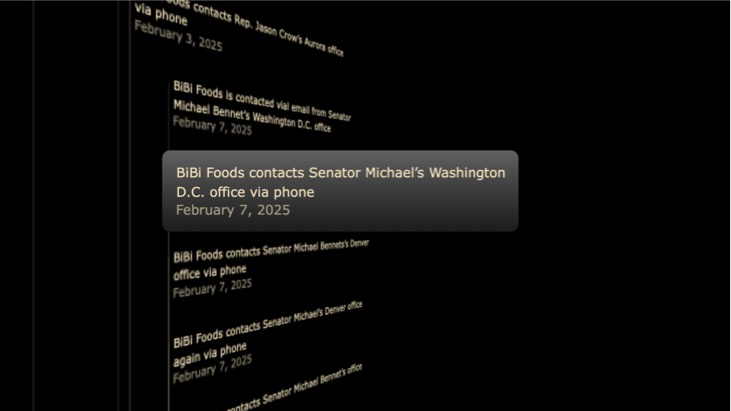 Foods contacts Rep. Jason Crow's Aurora office
via phone
February 3, 2025
BiBi Foods is contacted vial email from Senator
Michael Bennet's Washington D.C. office
February 7, 2025
BiBi Foods contacts Senator Michael's Washington
D.C. office via phone
February 7, 2025
BiBi Foods contacts Senator Michael Bennets's Denver
office via phone
February 7, 2025
BiBi Foods contacts Senator Michael's Denver office
again via phone
February 7, 2025
contacts Senator Michael Bennet's office